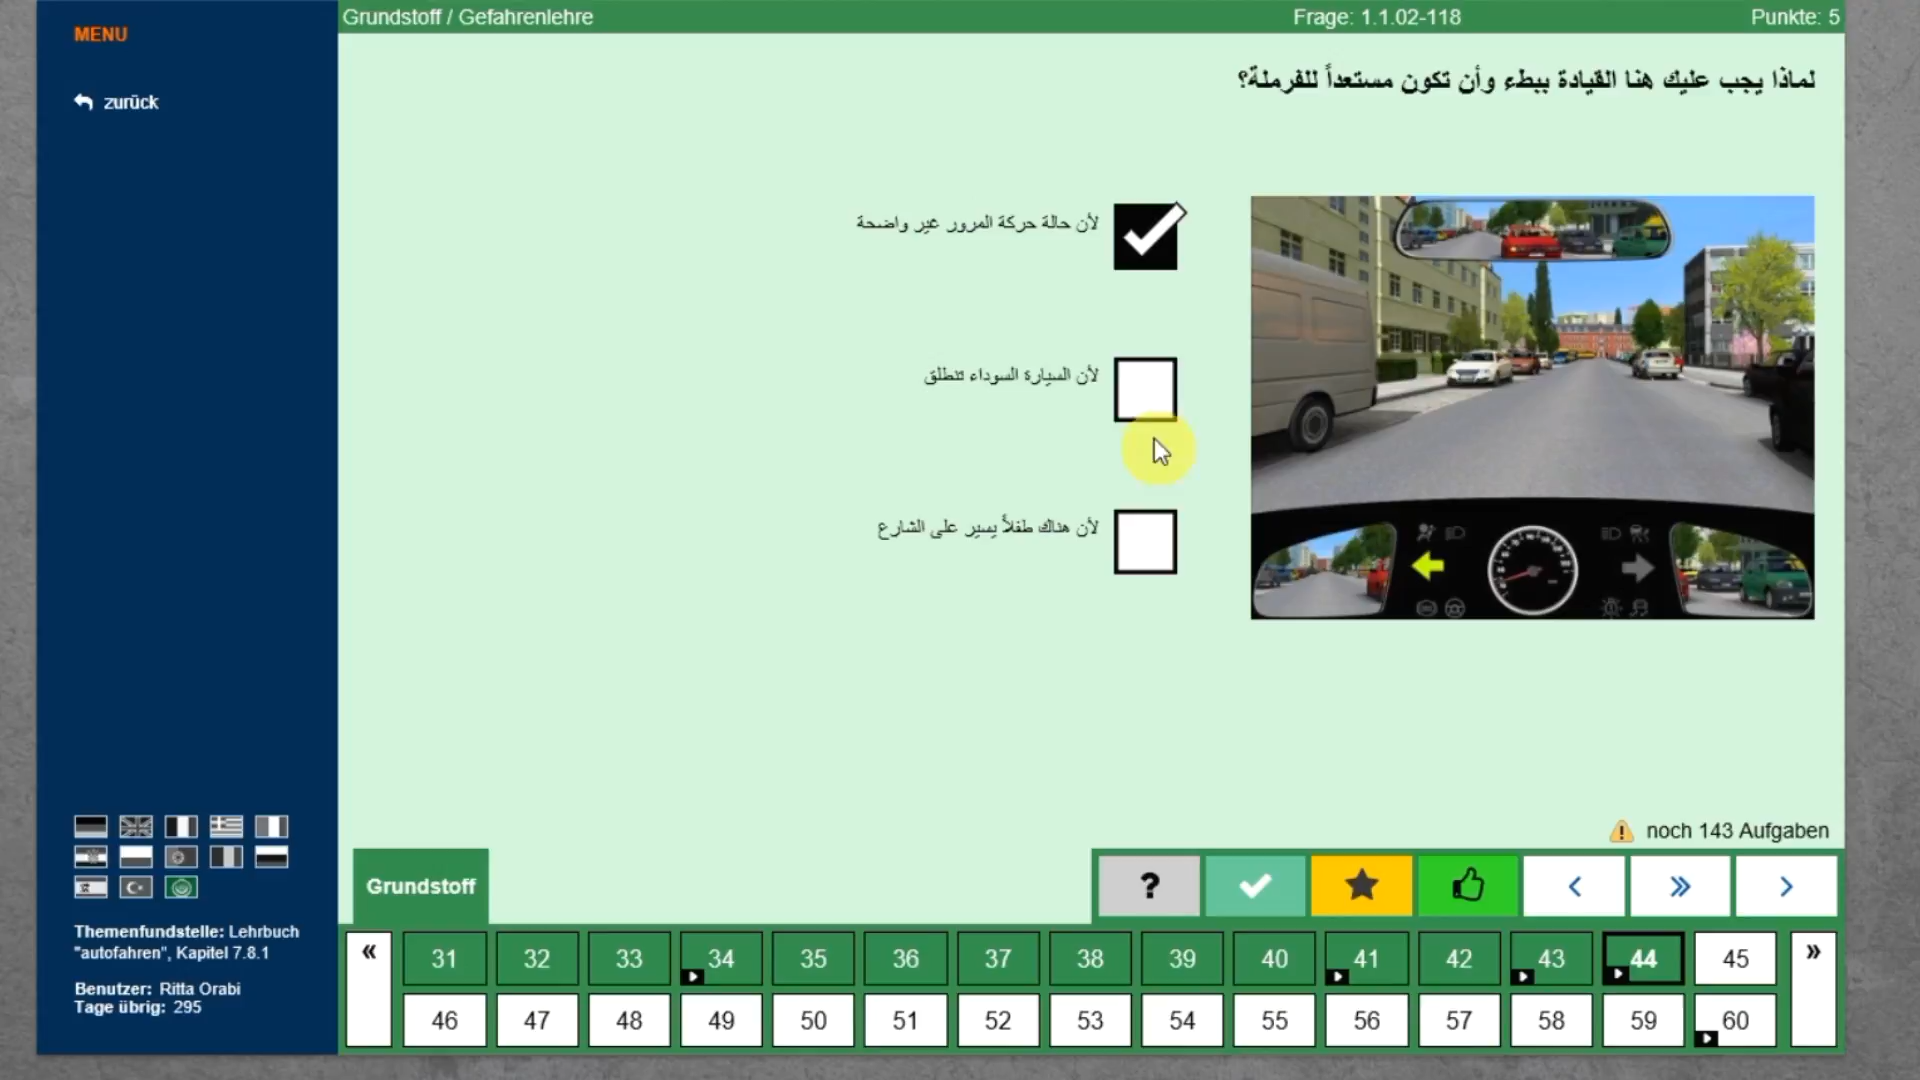 MENU
zurück
Grundstoff / Gefahrenlehre
Frage: 1.1.02-118
Punkte: 5
لماذا يجب عليك هنا القيادة ببطء وأن تكون مستعداً للفرملة؟
لأن حالة حركة المرور غير واضحة
لأن السيارة السوداء تنطلق
لأن هناك طفلاً يسير على الشارع
noch 143 Aufgaben
Grundstoff
?
« 31 32 33 34 35 36 37 38 39 40 41 42 43 44 45 »
46 47 48 49 50 51 52 53 54 55 56 57 58 59 60
Themenfundstelle: Lehrbuch
"autofahren", Kapitel 7.8.1
Benutzer: Ritta Orabi
Tage übrig: 295